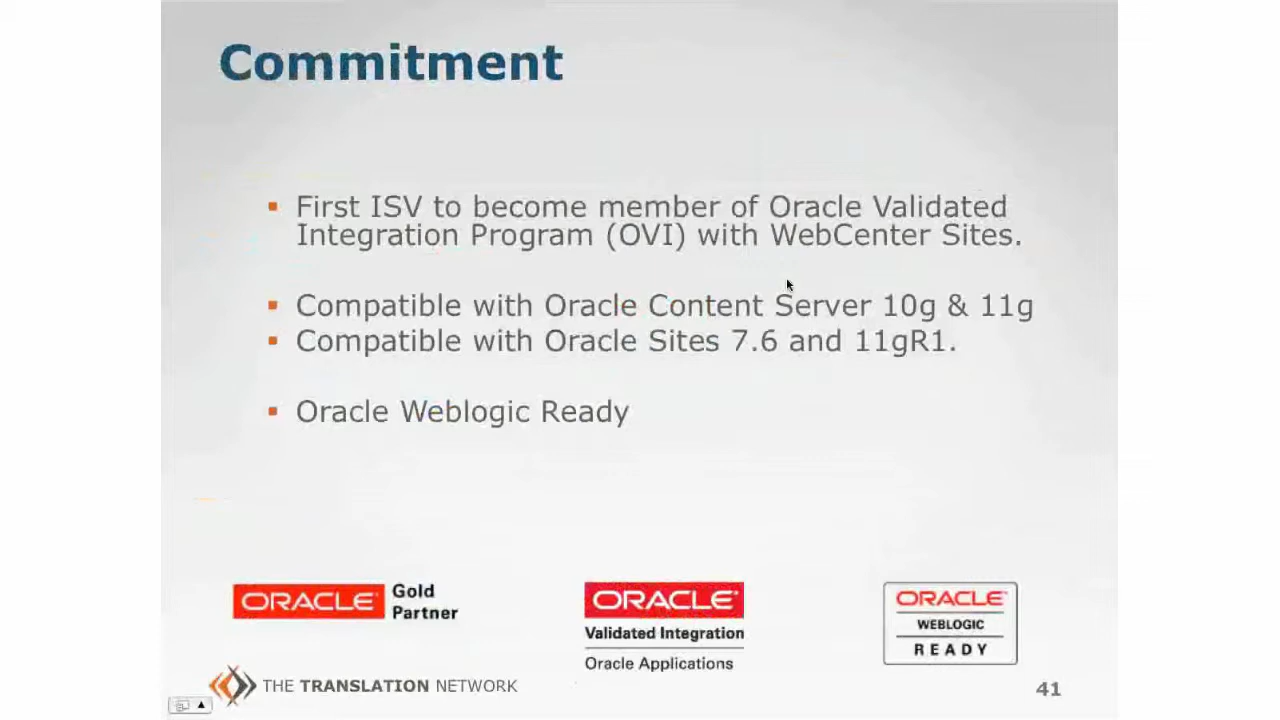 Commitment
▪ First ISV to become member of Oracle Validated
Integration Program (OVI) with WebCenter Sites.
▪ Compatible with Oracle Content Server 10g & 11g
▪ Compatible with Oracle Sites 7.6 and 11gR1.
▪ Oracle Weblogic Ready
ORACLE Gold
Partner
ORACLE
Validated Integration
Oracle Applications
ORACLE
WEBLOGIC
READY
THE TRANSLATION NETWORK
41